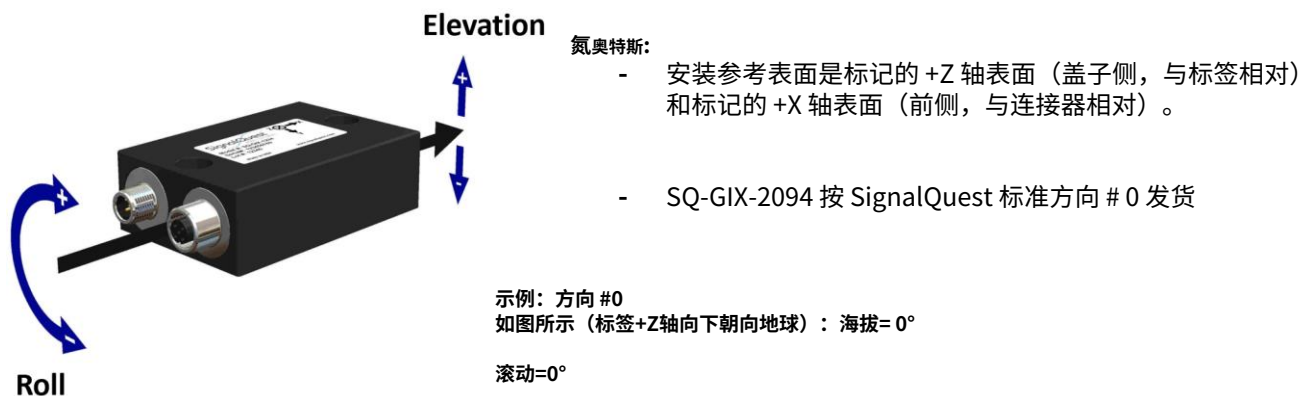 Elevation
氮奥特斯:
- 安装参考表面是标记的 +Z 轴表面（盖子侧，与标签相对）
和标记的 +X 轴表面（前侧，与连接器相对）。
- SQ-GIX-2094 按 SignalQuest 标准方向 # 0 发货
SignalQuest
+
-
+
-
示例：方向 #0
如图所示（标签+Z轴向下朝向地球）：海拔= 0°
滚动=0°
Roll